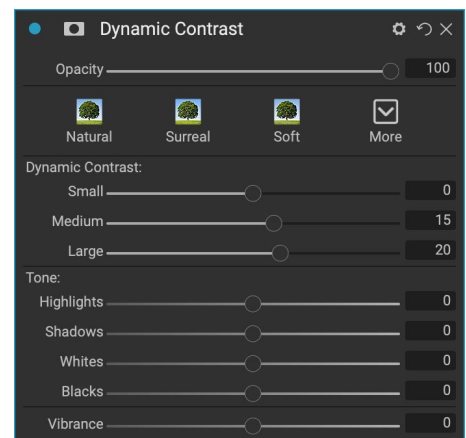 Dynamic Contrast
Opacity 100
Natural Surreal Soft More
Dynamic Contrast:
Small 0
Medium 15
Large 20
Tone:
Highlights 0
Shadows 0
Whites 0
Blacks 0
Vibrance 0